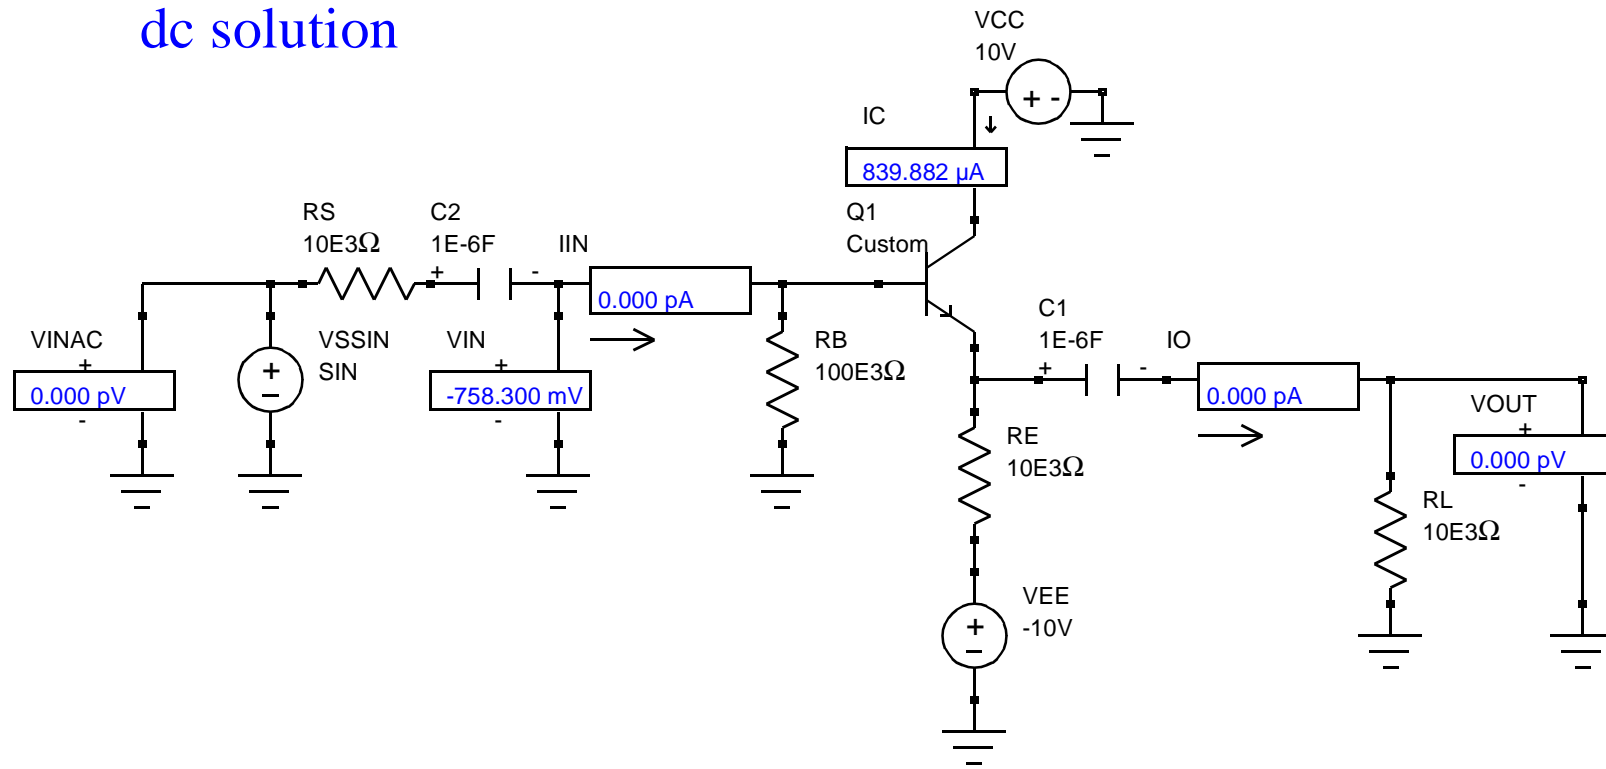 dc solution
VCC
10V
+ -
IC
839.882 µA
RS
10E3Ω
C2
1E-6F
IIN
Q1
Custom
+
-
0.000 pA
VINAC
+
0.000 pV
-
VSSIN
SIN
+
-
VIN
+
-758.300 mV
-
RB
100E3Ω
C1
1E-6F
IO
+
-
0.000 pA
RE
10E3Ω
VOUT
+
0.000 pV
-
RL
10E3Ω
VEE
-10V
+
-